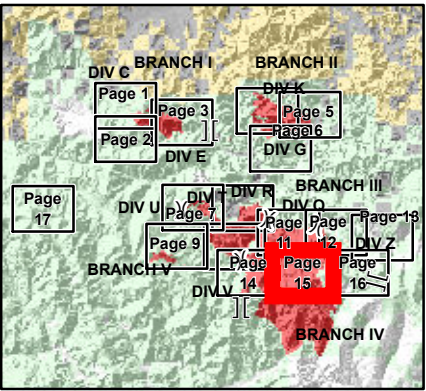 BRANCH I
BRANCH II
DIV C
DIV K
Page 1
Page 3
Page 5
Page 6
Page 2
DIV G
DIV E
BRANCH III
DIV R
Page
17
DIV U
Page 7
DIV O
Page
11
Page
12
Page 13
Page 9
DIV Z
BRANCH V
Page
14
Page
15
Page
16
DIV V
BRANCH IV